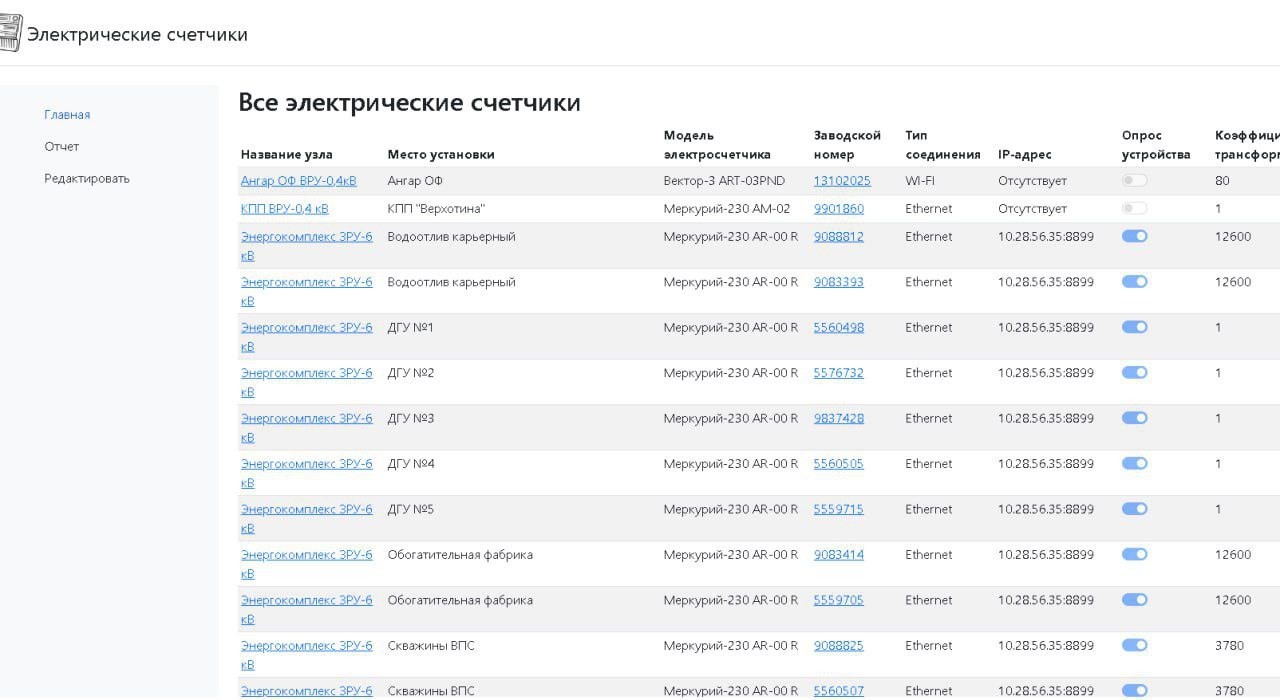 Электрические счетчики
Главная
Отчет
Редактировать
Все электрические счетчики
Название узла Место установки Модель электросчетчика Заводской номер Тип соединения IP-адрес Опрос устройства
Ангар ОФ ВРУ-0,4кВ Ангар ОФ Вектор-3 ART-03PND 13102025 WI-FI Отсутствует 80
КПП ВРУ-0,4 кВ КПП "Верхотина" Меркурий-230 АМ-02 9901860 Ethernet Отсутствует 1
Энергокомплекс ЗРУ-6 кВ Водоотлив карьерный Меркурий-230 AR-00 R 9088812 Ethernet 10.28.56.35:8899 12600
Энергокомплекс ЗРУ-6 кВ Водоотлив карьерный Меркурий-230 AR-00 R 9083393 Ethernet 10.28.56.35:8899 12600
Энергокомплекс ЗРУ-6 кВ ДГУ №1 Меркурий-230 AR-00 R 5560498 Ethernet 10.28.56.35:8899 1
Энергокомплекс ЗРУ-6 кВ ДГУ №2 Меркурий-230 AR-00 R 5576732 Ethernet 10.28.56.35:8899 1
Энергокомплекс ЗРУ-6 кВ ДГУ №3 Меркурий-230 AR-00 R 9837428 Ethernet 10.28.56.35:8899 1
Энергокомплекс ЗРУ-6 кВ ДГУ №4 Меркурий-230 AR-00 R 5560505 Ethernet 10.28.56.35:8899 1
Энергокомплекс ЗРУ-6 кВ ДГУ №5 Меркурий-230 AR-00 R 5559715 Ethernet 10.28.56.35:8899 1
Энергокомплекс ЗРУ-6 кВ Обогатительная фабрика Меркурий-230 AR-00 R 9083414 Ethernet 10.28.56.35:8899 12600
Энергокомплекс ЗРУ-6 кВ Обогатительная фабрика Меркурий-230 AR-00 R 5559705 Ethernet 10.28.56.35:8899 12600
Энергокомплекс ЗРУ-6 кВ Скважины ВПС Меркурий-230 AR-00 R 9088825 Ethernet 10.28.56.35:8899 3780
Энергокомплекс ЗРУ-6 Скважины ВПС Меркурий-230 AR-00 R 5560507 Ethernet 10.28.56.35:8899 3780